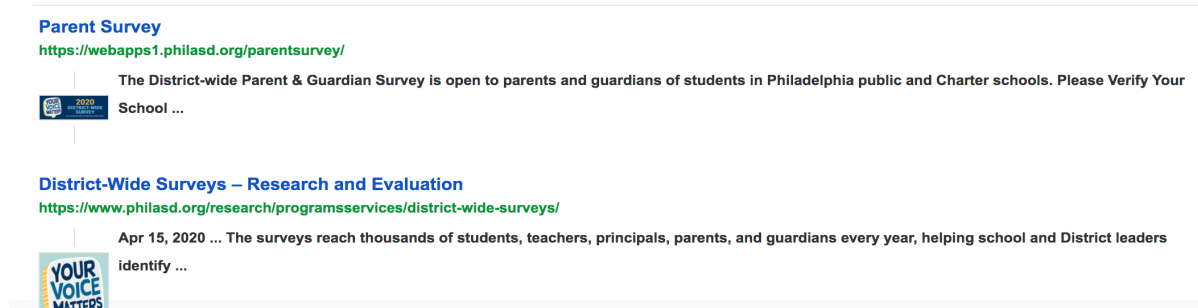 Parent Survey
https://webapps1.philasd.org/parentsurvey/
The District-wide Parent & Guardian Survey is open to parents and guardians of students in Philadelphia public and Charter schools. Please Verify Your
School ...
YOUR
VOICE
MATTERS
2020
DISTRICT-WIDE
SURVEY
District-Wide Surveys – Research and Evaluation
https://www.philasd.org/research/programsservices/district-wide-surveys/
Apr 15, 2020 ... The surveys reach thousands of students, teachers, principals, parents, and guardians every year, helping school and District leaders
identify ...
YOUR
VOICE
MATTERS